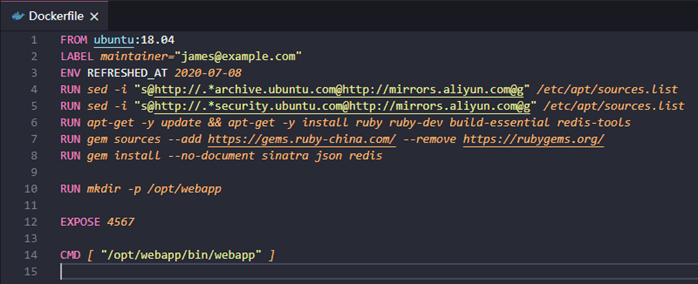 Dockerfile ×
1 FROM ubuntu:18.04
2 LABEL maintainer="james@example.com"
3 ENV REFRESHED_AT 2020-07-08
4 RUN sed -i "s@http://.*archive.ubuntu.com@http://mirrors.aliyun.com@g" /etc/apt/sources.list
5 RUN sed -i "s@http://.*security.ubuntu.com@http://mirrors.aliyun.com@g" /etc/apt/sources.list
6 RUN apt-get -y update && apt-get -y install ruby ruby-dev build-essential redis-tools
7 RUN gem sources --add https://gems.ruby-china.com/ --remove https://rubygems.org/
8 RUN gem install --no-document sinatra json redis
9
10 RUN mkdir -p /opt/webapp
11
12 EXPOSE 4567
13
14 CMD [ "/opt/webapp/bin/webapp" ]
15